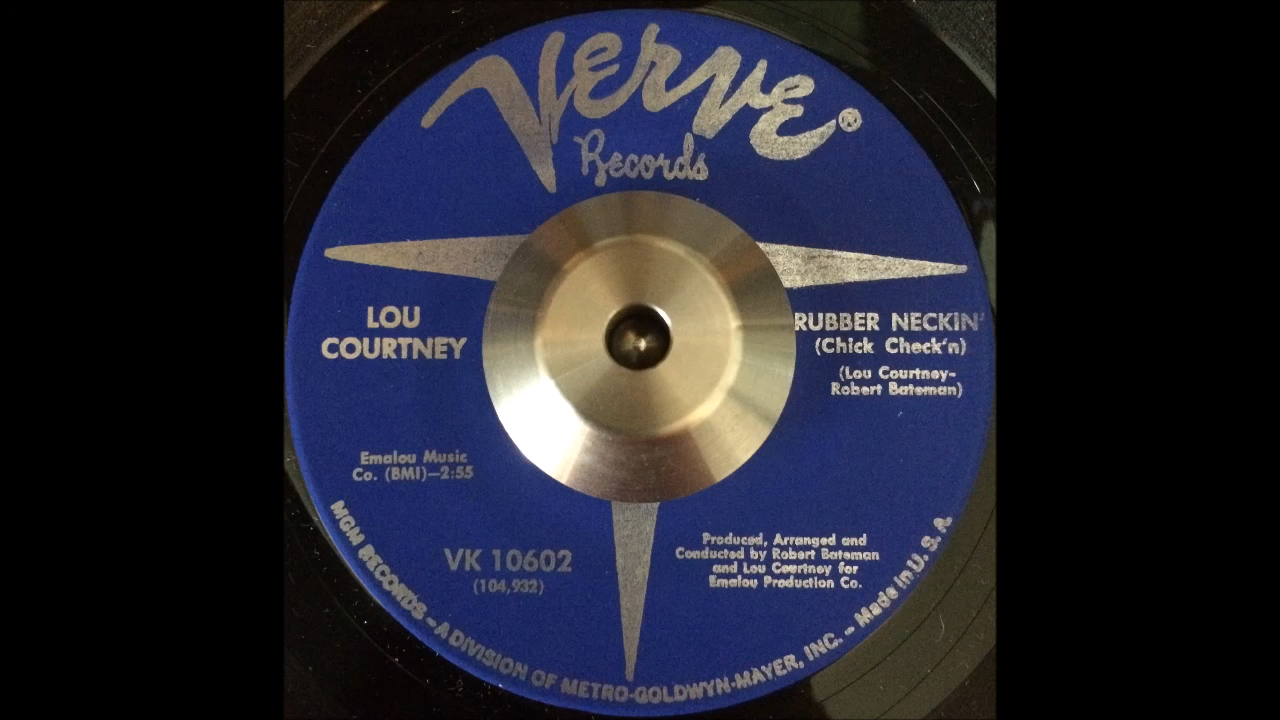 Verve®
Records
LOU
COURTNEY
RUBBER NECKIN'
(Chick Check'n)
(Lou Courtney-
Robert Bateman)
Emalou Music
Co. (BMI)—2:55
VK 10602
(104,932)
Produced, Arranged and
Conducted by Robert Bateman
and Lou Courtney for
Emalou Production Co.
MGM RECORDS – A DIVISION OF METRO-GOLDWYN-MAYER, INC. – Made in U. S. A.